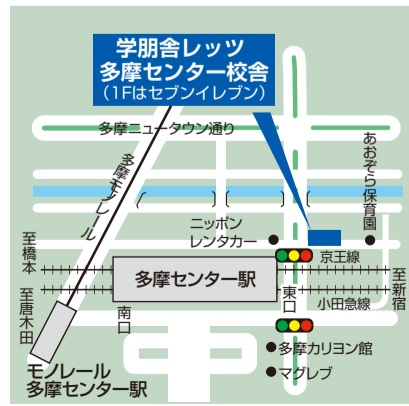 学朋舎レッツ
多摩センター校舎
（1Fはセブンイレブン）
多摩ニュータウン通り
多摩モノレール
あおぞら保育園
ニッポン
レンタカー
至橋本
京王線
多摩センター駅
至新宿
至唐木田
南口
東口
小田急線
多摩カリヨン館
モノレール
多摩センター駅
マグレブ